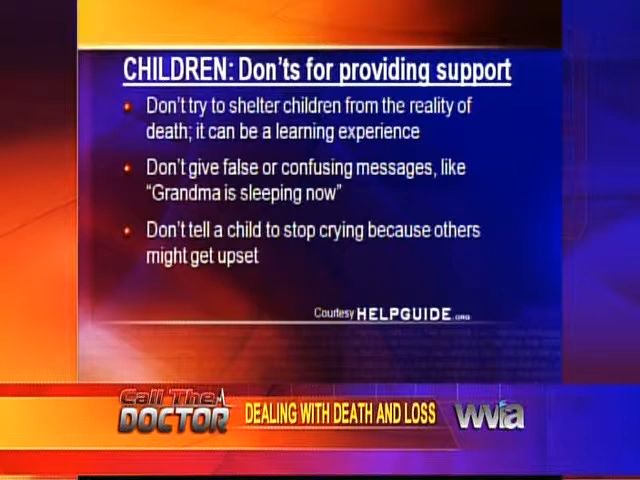 CHILDREN: Don'ts for providing support
Don't try to shelter children from the reality of
death; it can be a learning experience
Don't give false or confusing messages, like
"Grandma is sleeping now"
Don't tell a child to stop crying because others
might get upset
Courtesy HELPGUIDE.ORG
Call The
DOCTOR
DEALING WITH DEATH AND LOSS
wvia